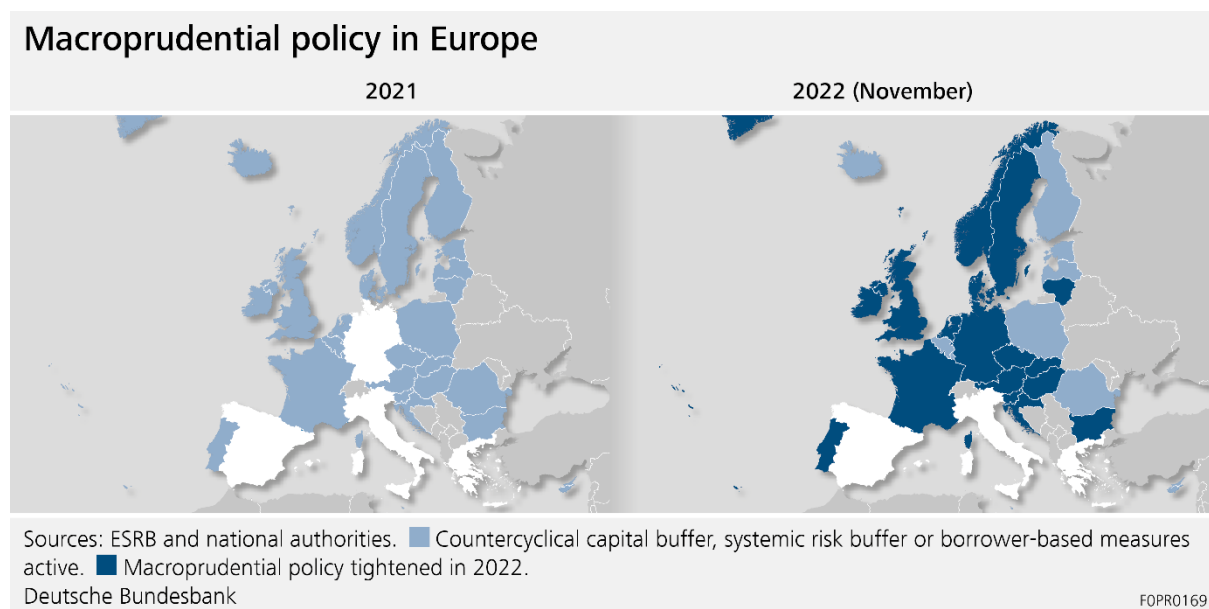 Macroprudential policy in Europe
2021
2022 (November)
Sources: ESRB and national authorities. Countercyclical capital buffer, systemic risk buffer or borrower-based measures
active. Macroprudential policy tightened in 2022.
Deutsche Bundesbank
F0PR0169